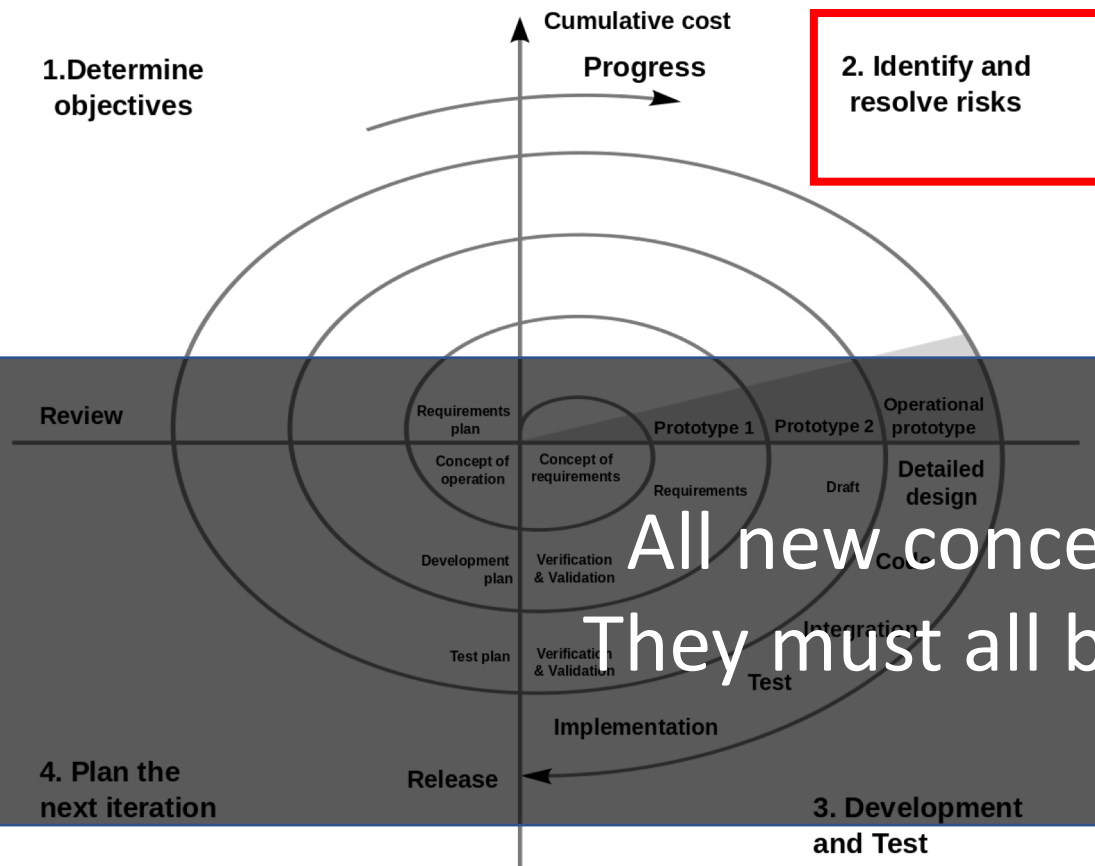 Cumulative cost
Progress
1.Determine
objectives
2. Identify and
resolve risks
Review
Requirements
plan
Prototype 1
Prototype 2
Operational
prototype
Concept of
operation
Concept of
requirements
Requirements
Draft
Detailed
design
All new conce
Development
plan
Verification
& Validation
Code
They must all b
Integration
Test plan
Verification
& Validation
Test
Implementation
4. Plan the
next iteration
Release
3. Development
and Test